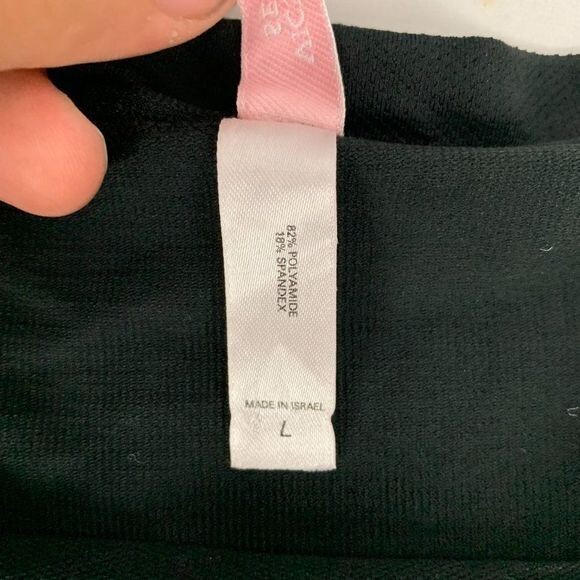 82% POLYAMIDE
18% SPANDEX
MADE IN ISRAEL
L